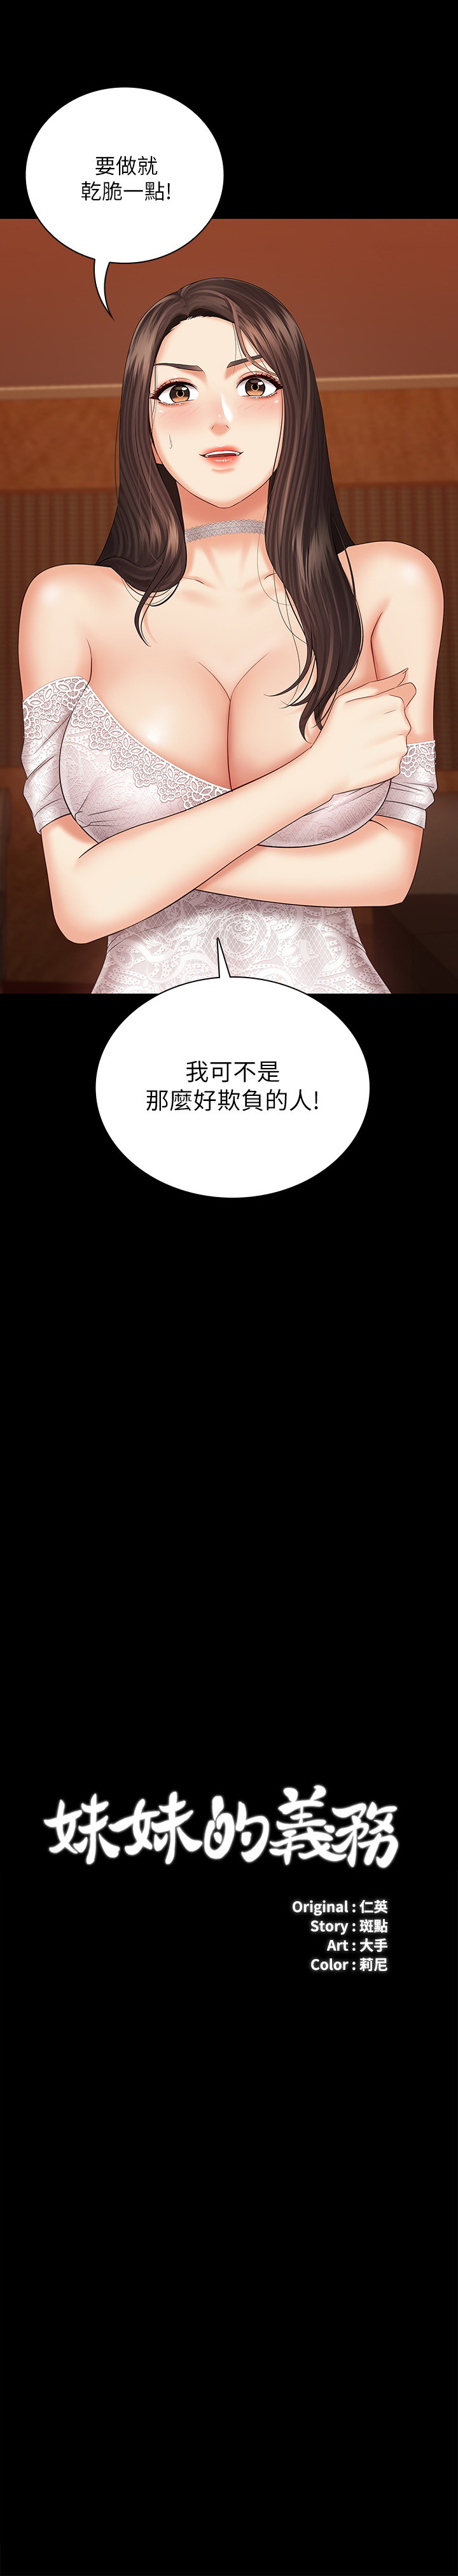 要做就
乾脆一點!
我可不是
那麼好欺負的人!
妹妹的義務
Original : 仁英
Story : 斑點
Art : 大手
Color : 莉尼